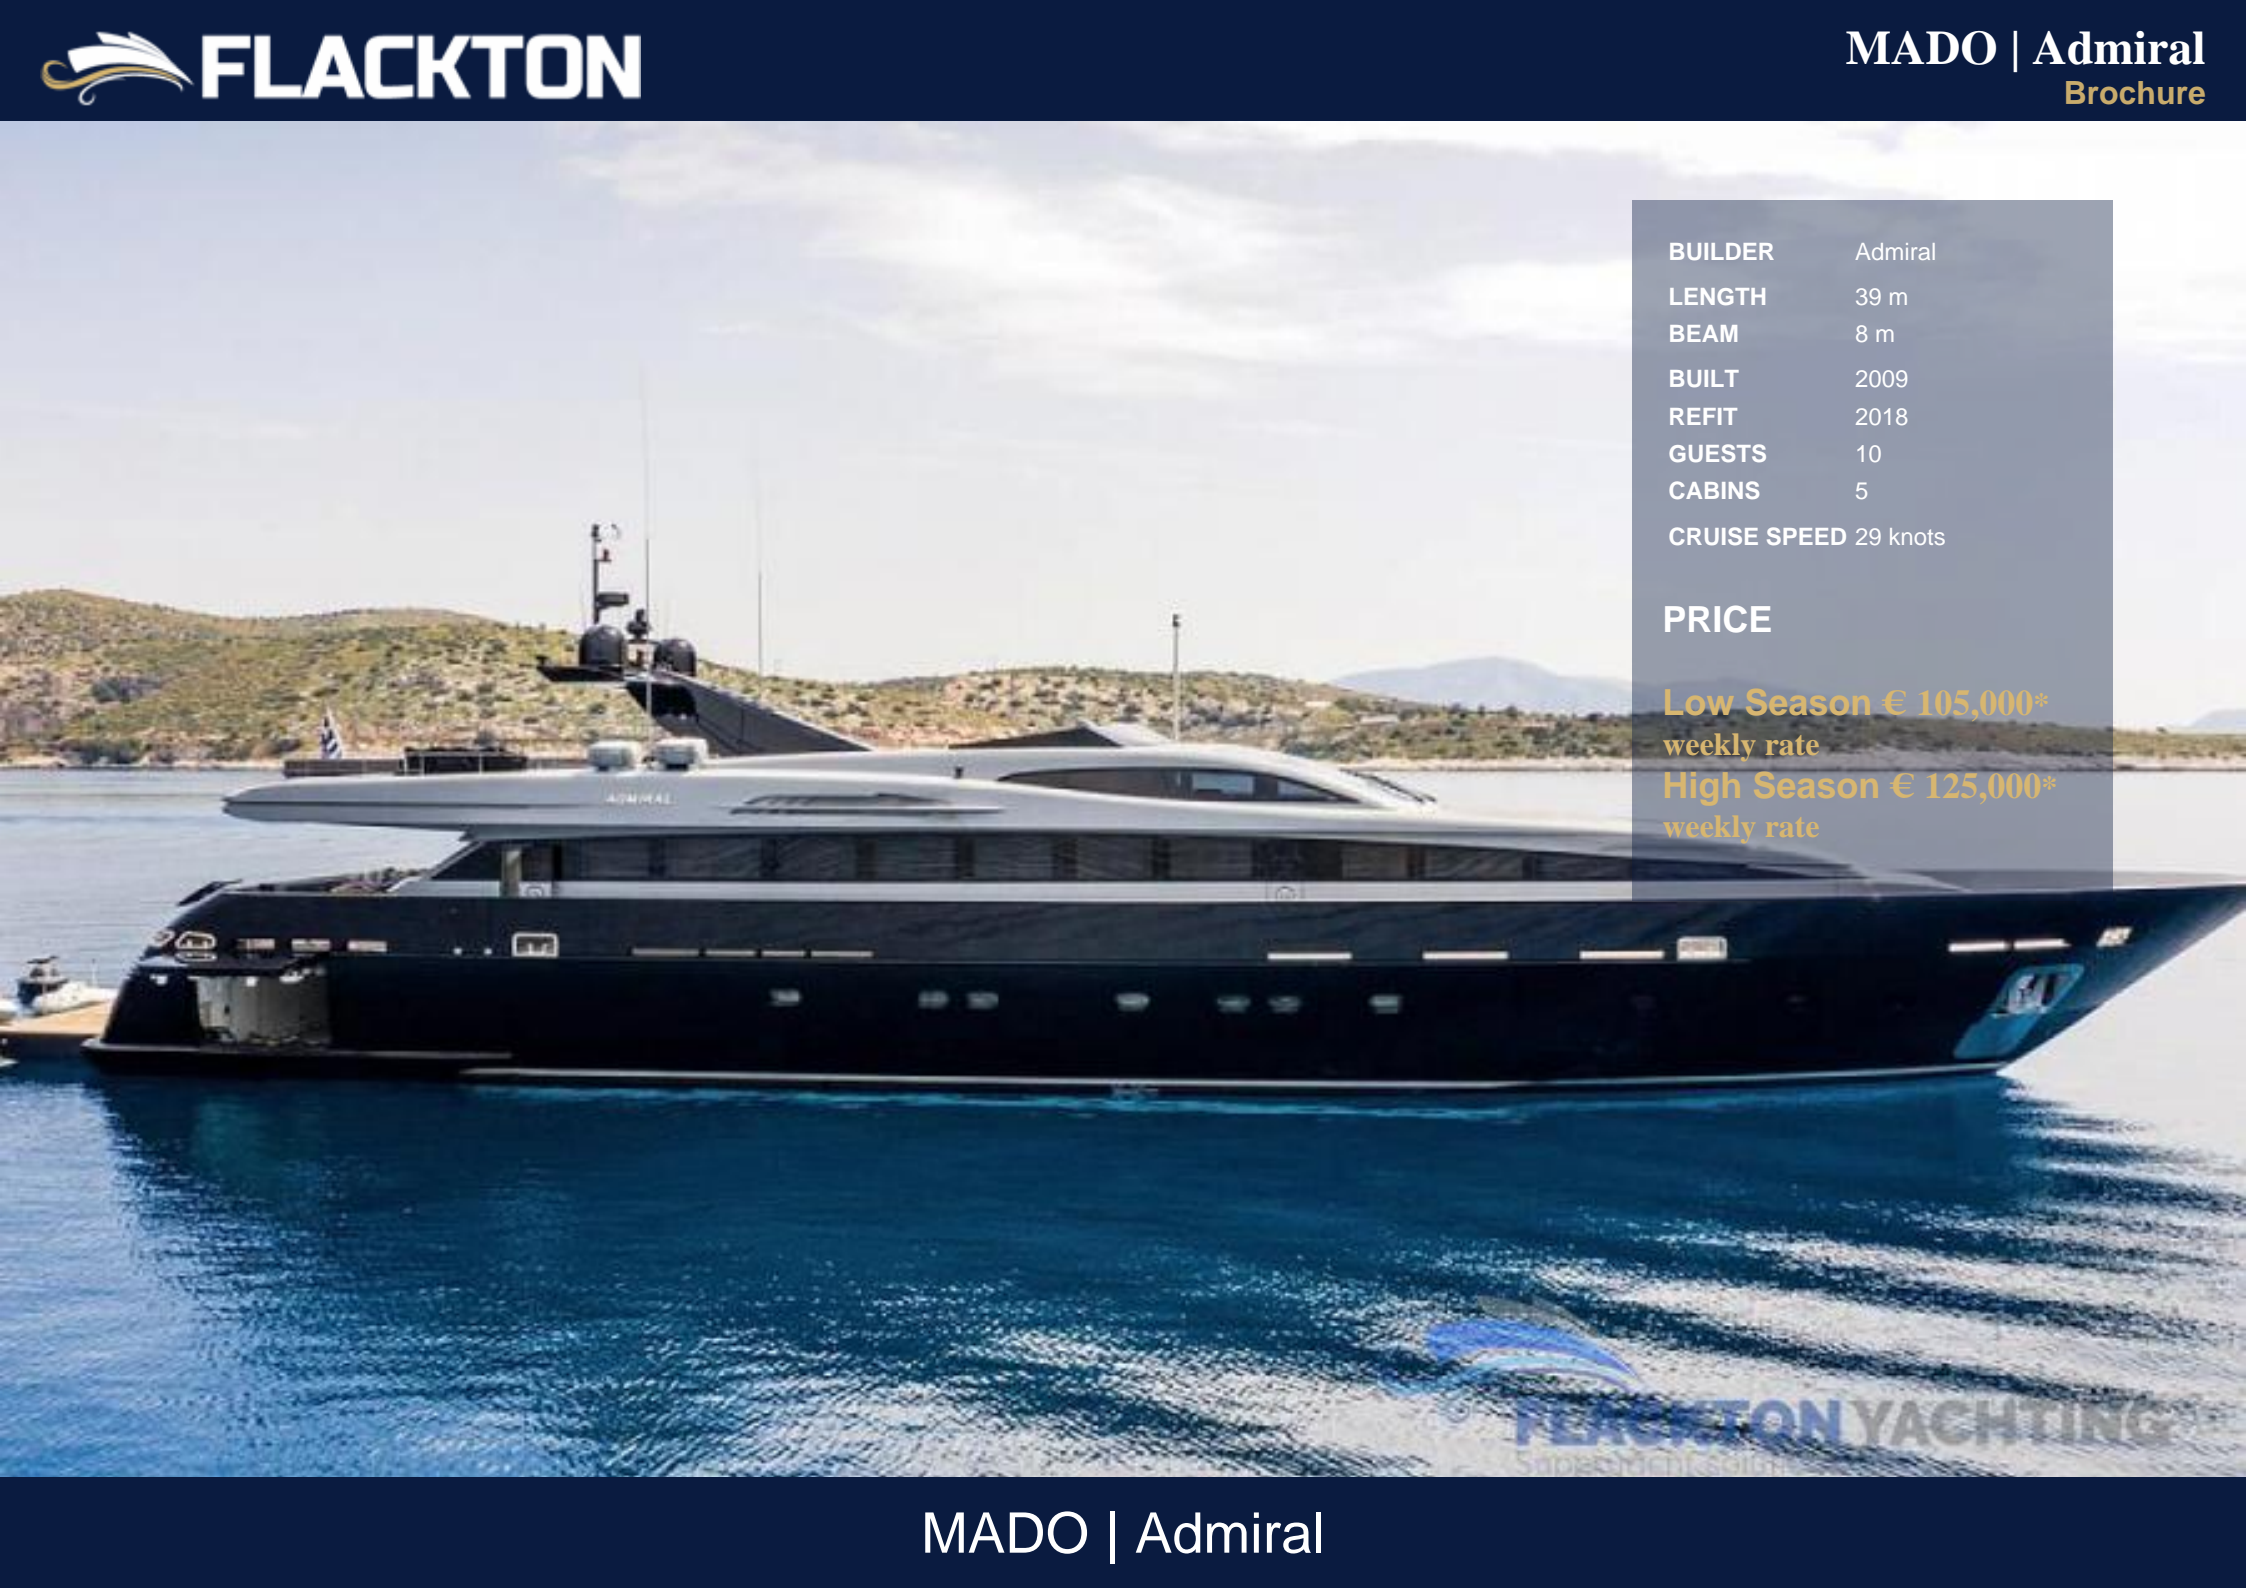 FLACKTON
MADO | Admiral
Brochure
BUILDER Admiral
LENGTH 39 m
BEAM 8 m
BUILT 2009
REFIT 2018
GUESTS 10
CABINS 5
CRUISE SPEED 29 knots
PRICE
Low Season € 105,000*
weekly rate
High Season € 125,000*
weekly rate
ADMIRAL
FLACKTON YACHTING
MADO | Admiral